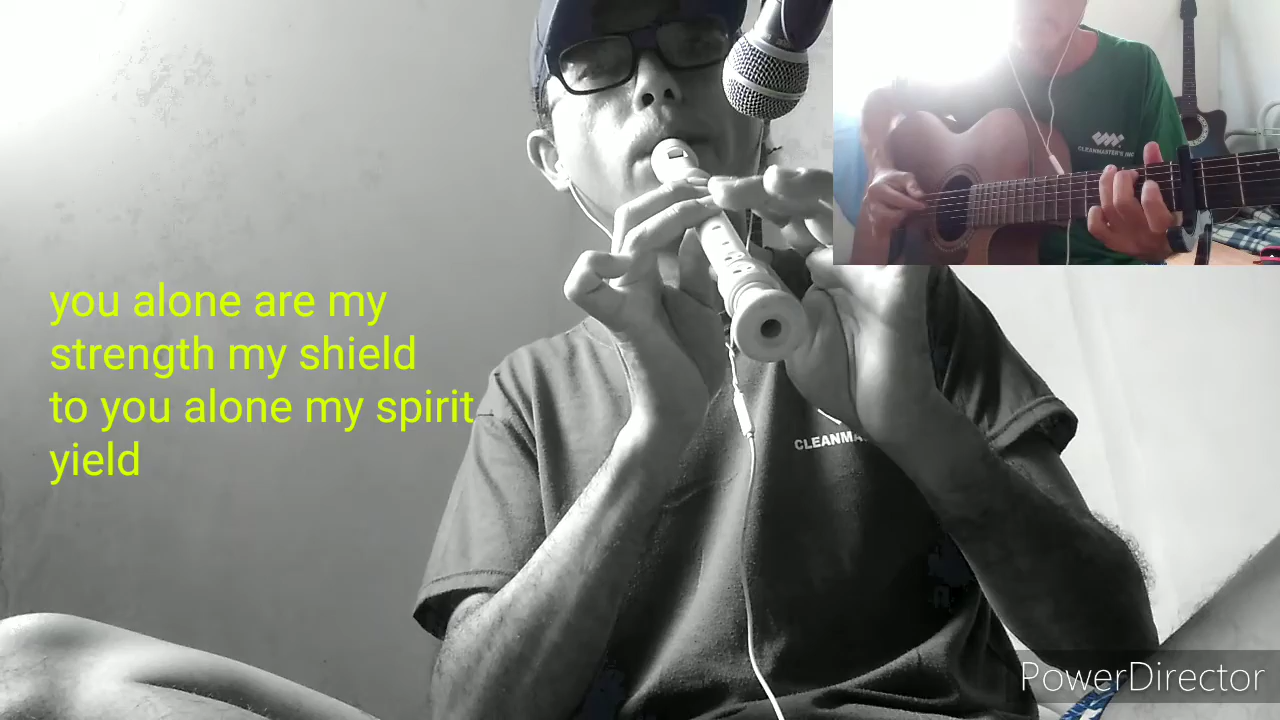 CLEANMASTER'S INC
you alone are my
strength my shield
to you alone my spirit
yield
CLEANMA
PowerDirector